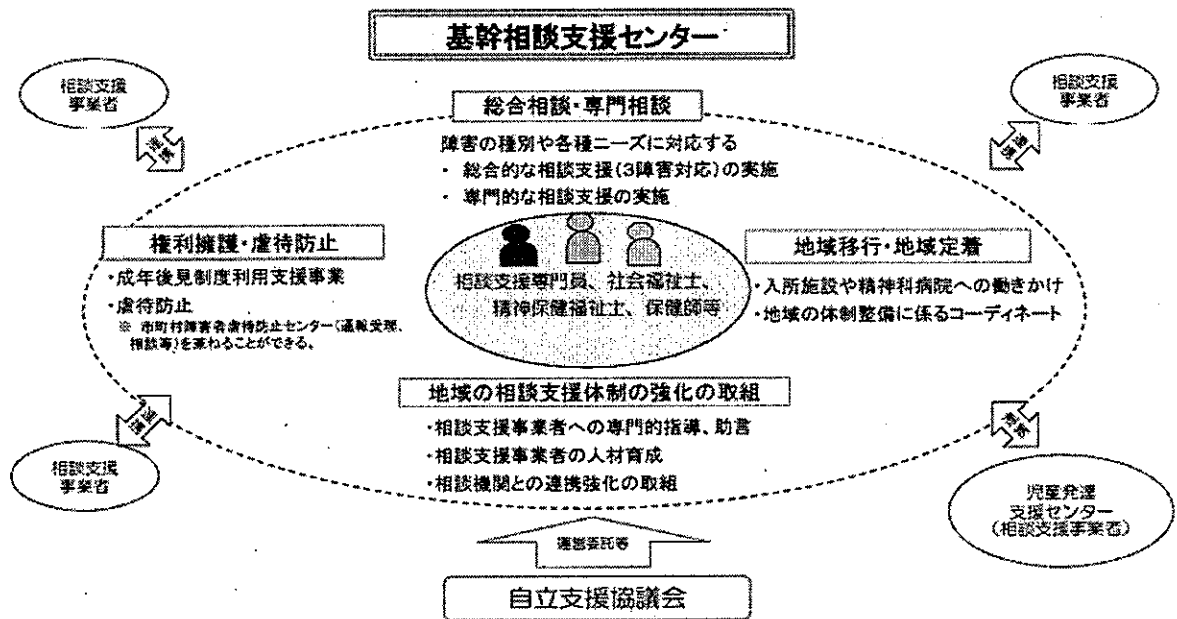 基幹相談支援センター
相談支援
事業者
相談支援
事業者
連携
連携
総合相談・専門相談
障害の種別や各種ニーズに対応する
・ 総合的な相談支援(3障害対応)の実施
・ 専門的な相談支援の実施
権利擁護・虐待防止
・成年後見制度利用支援事業
・虐待防止
※ 市町村障害者虐待防止センター(通報受理、
相談等)を兼ねることができる。
相談支援専門員、社会福祉士、
精神保健福祉士、保健師等
地域移行・地域定着
・入所施設や精神科病院への働きかけ
・地域の体制整備に係るコーディネート
地域の相談支援体制の強化の取組
・相談支援事業者への専門的指導、助言
・相談支援事業者の人材育成
・相談機関との連携強化の取組
連携
連携
相談支援
事業者
児童発達
支援センター
(相談支援事業者)
運営委託等
自立支援協議会